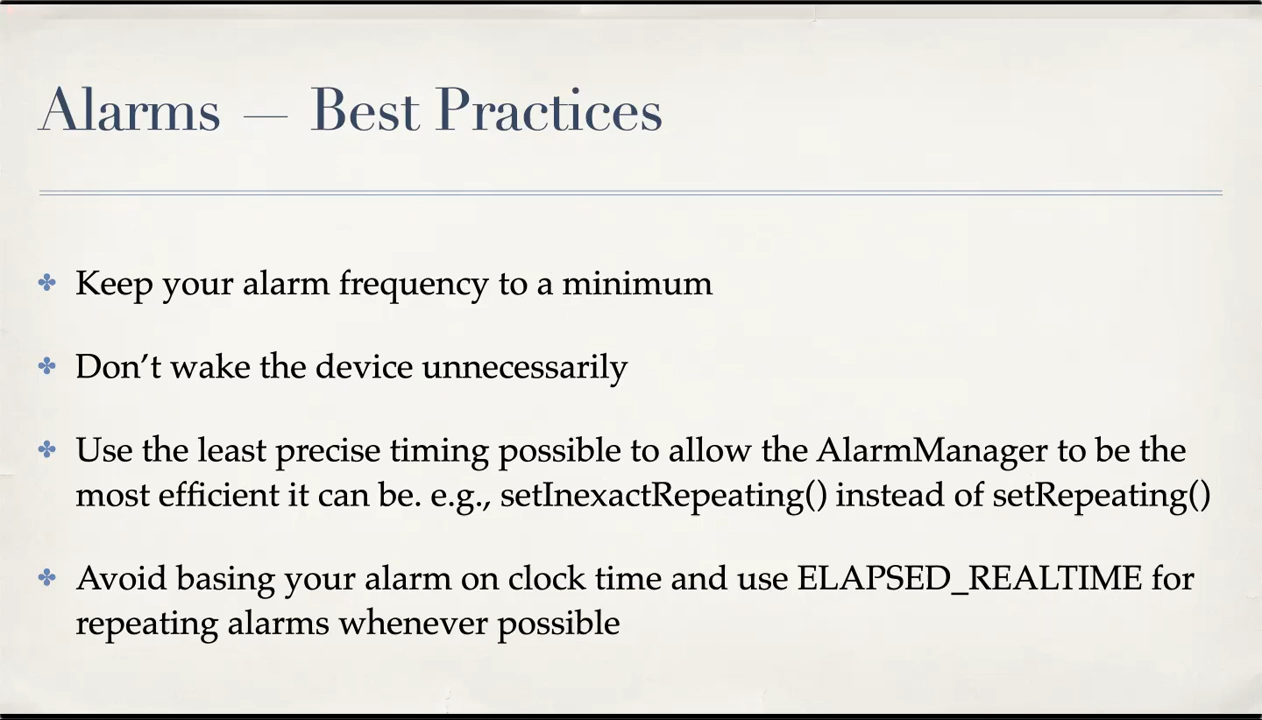 Alarms — Best Practices
Keep your alarm frequency to a minimum
Don’t wake the device unnecessarily
Use the least precise timing possible to allow the AlarmManager to be the
most efficient it can be. e.g., setInexactRepeating() instead of setRepeating()
Avoid basing your alarm on clock time and use ELAPSED_REALTIME for
repeating alarms whenever possible